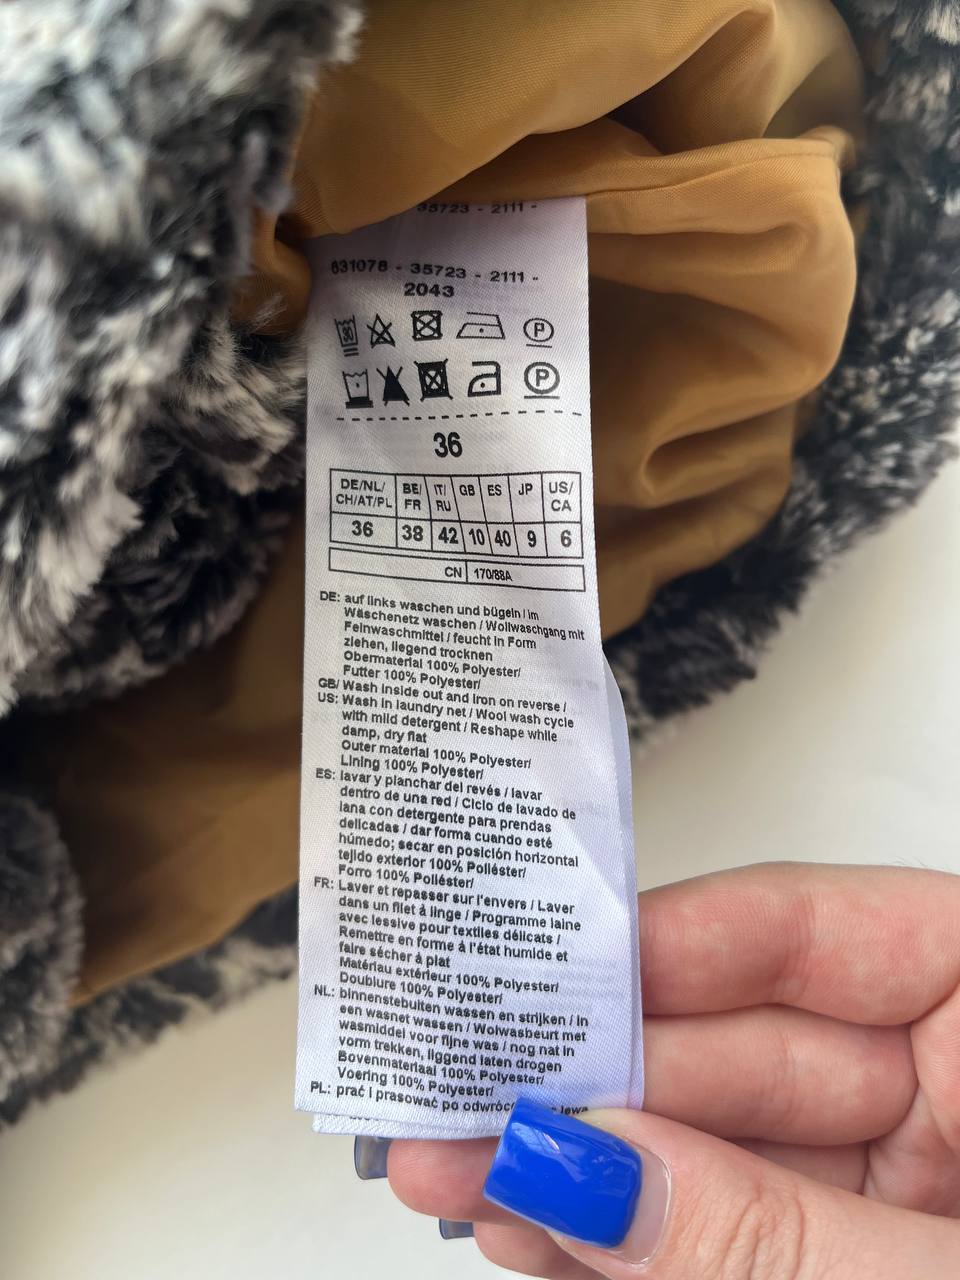 35723 - 2111 -
631078 - 35723 - 2111 -
2043
30
P
P
36
DE/NL/ BE/ IT/ GB ES JP US/
CH/AT/PL FR RU CA
36 38 42 10 40 9 6
CN 170/88A
DE: auf links waschen und bügeln / im
Wäschenetz waschen / Wollwaschgang mit
Feinwaschmittel / feucht in Form
ziehen, liegend trocknen
Obermaterial 100% Polyester/
Futter 100% Polyester/
GB/ Wash inside out and iron on reverse /
US: Wash in laundry net / Wool wash cycle
with mild detergent / Reshape while
damp, dry flat
Outer material 100% Polyester/
Lining 100% Polyester/
ES: lavar y planchar del revés / lavar
dentro de una red / Ciclo de lavado de
lana con detergente para prendas
delicadas / dar forma cuando esté
húmedo; secar en posición horizontal
tejido exterior 100% Poliéster/
Forro 100% Poliéster/
FR: Laver et repasser sur l'envers / Laver
dans un filet à linge / Programme laine
avec lessive pour textiles délicats /
Remettre en forme à l'état humide et
faire sécher à plat
Matériau extérieur 100% Polyester/
Doublure 100% Polyester/
NL: binnenstebuiten wassen en strijken / in
een wasnet wassen / Wolwasbeurt met
wasmiddel voor fijne was / nog nat in
vorm trekken, liggend laten drogen
Bovenmateriaal 100% Polyester/
Voering 100% Polyester/
PL: prać i prasować po lewa